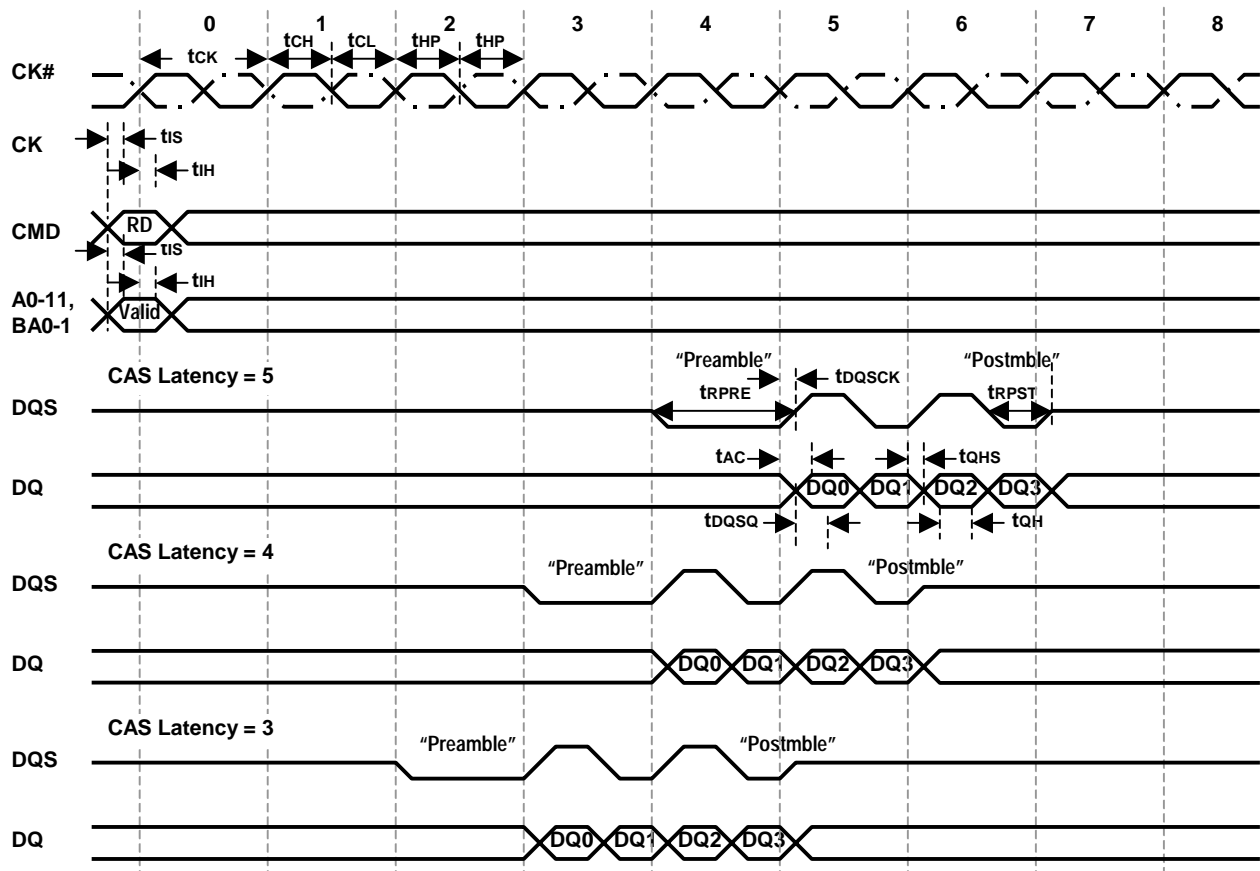 0 1 2 3 4 5 6 7 8
tCK tCH tCL tHP tHP
CK#
CK
tIS
tIH
CMD
RD
tIS
tIH
A0-11,
BA0-1
Valid
CAS Latency = 5
"Preamble"
"Postmble"
tDQSCK
DQS
tRPRE
tRPST
tAC
tQHS
DQ
DQ0 DQ1 DQ2 DQ3
tDQSQ
tQH
CAS Latency = 4
DQS
"Preamble"
"Postmble"
DQ
DQ0 DQ1 DQ2 DQ3
CAS Latency = 3
DQS
"Preamble"
"Postmble"
DQ
DQ0 DQ1 DQ2 DQ3